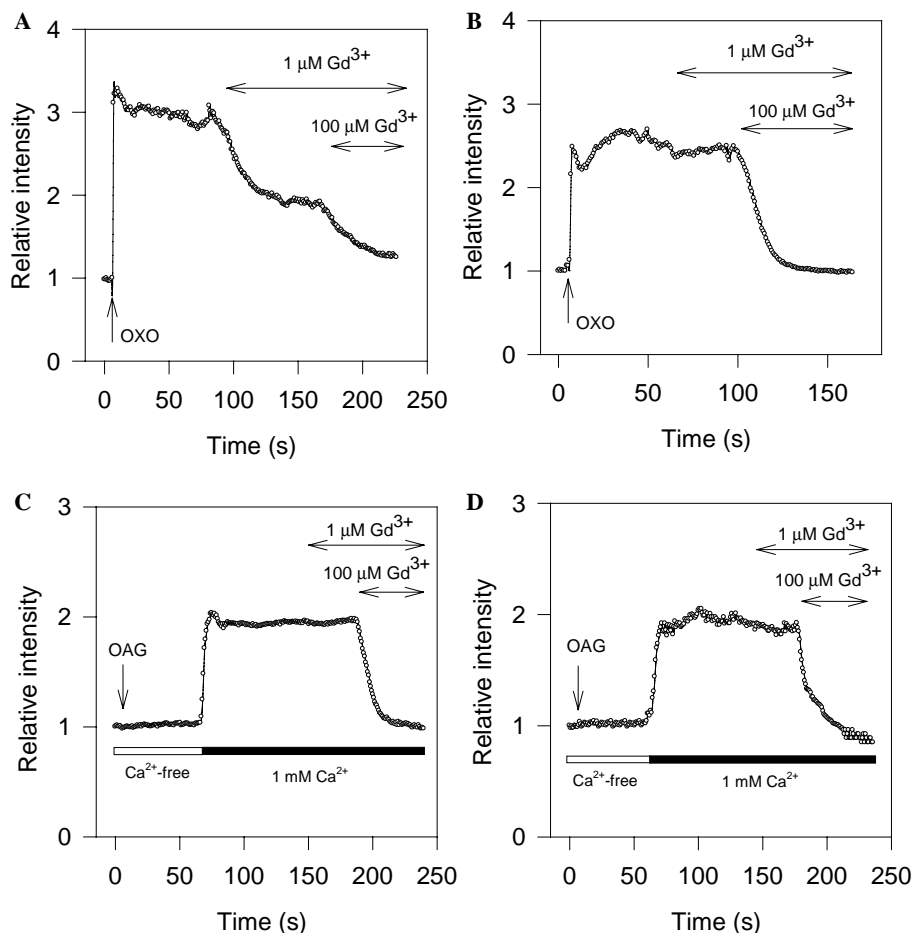 A
4
3
2
1
0
Relative intensity
1 μM Gd3+
100 μM Gd3+
OXO
0 50 100 150 200 250
Time (s)
B
4
3
2
1
0
Relative intensity
1 μM Gd3+
100 μM Gd3+
OXO
0 50 100 150
Time (s)
C
3
2
1
0
Relative intensity
1 μM Gd3+
100 μM Gd3+
OAG
Ca2+-free
1 mM Ca2+
0 50 100 150 200 250
Time (s)
D
3
2
1
0
Relative intensity
1 μM Gd3+
100 μM Gd3+
OAG
Ca2+-free
1 mM Ca2+
0 50 100 150 200 250
Time (s)